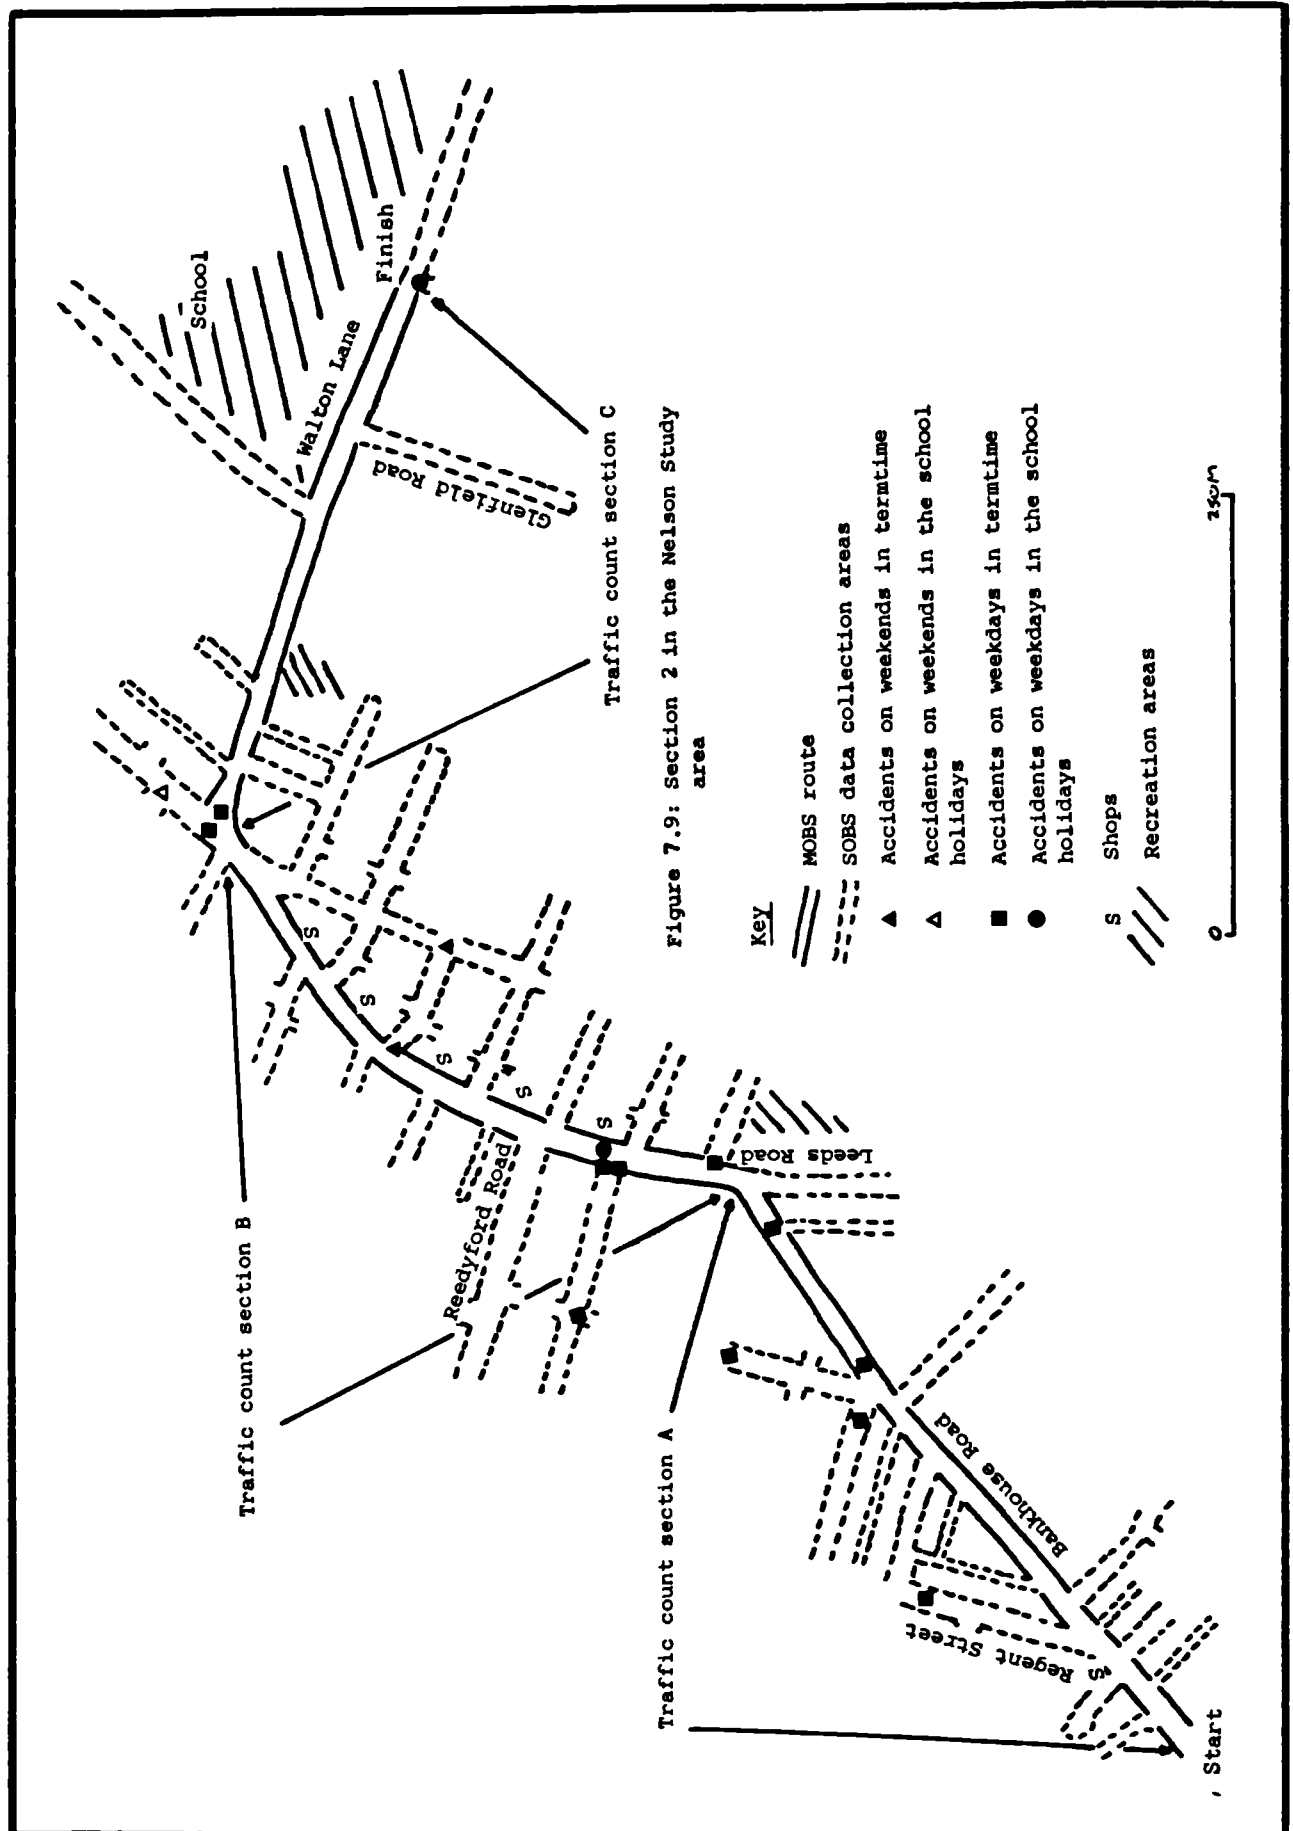 School
Finish
Walton Lane
Glenfield Road
Traffic count section C
Figure 7.9: Section 2 in the Nelson Study
area
Key
MOBS route
SOBS data collection areas
Accidents on weekends in termtime
Accidents on weekends in the school
holidays
Accidents on weekdays in termtime
Accidents on weekdays in the school
holidays
S Shops
Recreation areas
0
250m
S
S
S
S
S
Reedyford Road
Leeds Road
Traffic count section B
Traffic count section A
Bankhouse Road
Regent Street
S
Start